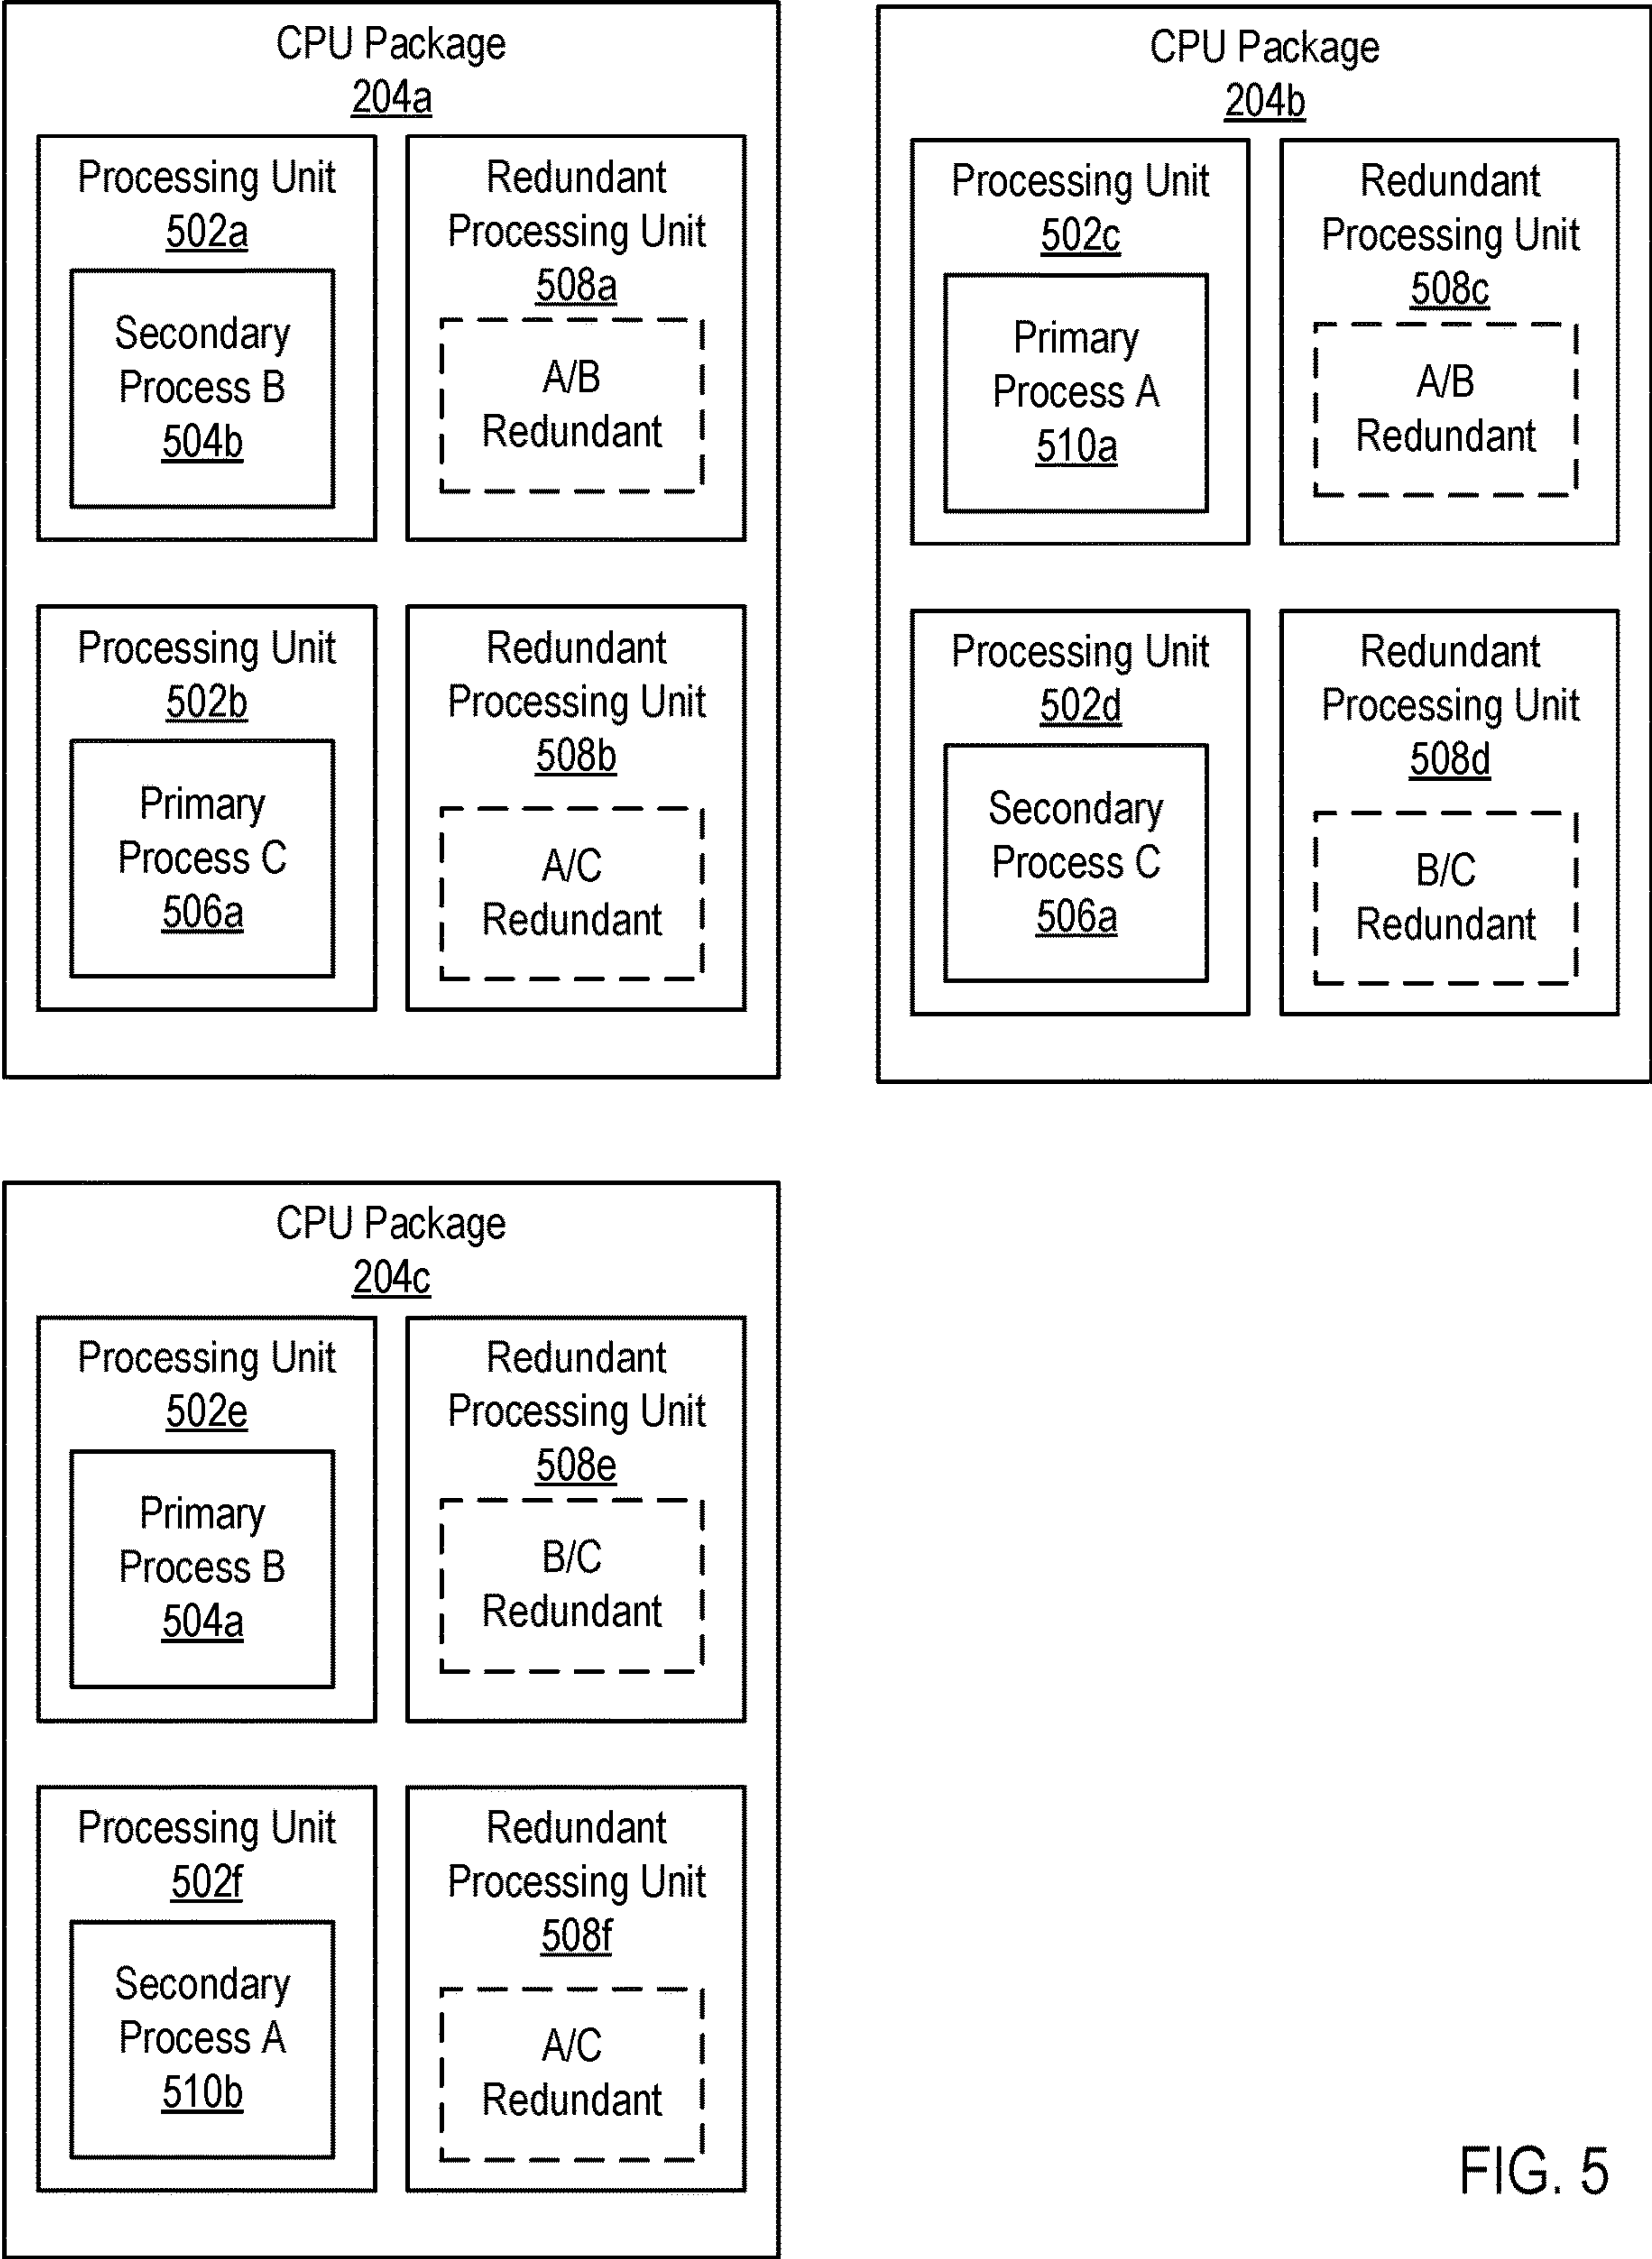 CPU Package
204a
Processing Unit
502a
Secondary
Process B
504b
Redundant
Processing Unit
508a
A/B
Redundant
Processing Unit
502b
Primary
Process C
506a
Redundant
Processing Unit
508b
A/C
Redundant
CPU Package
204b
Processing Unit
502c
Primary
Process A
510a
Redundant
Processing Unit
508c
A/B
Redundant
Processing Unit
502d
Secondary
Process C
506a
Redundant
Processing Unit
508d
B/C
Redundant
CPU Package
204c
Processing Unit
502e
Primary
Process B
504a
Redundant
Processing Unit
508e
B/C
Redundant
Processing Unit
502f
Secondary
Process A
510b
Redundant
Processing Unit
508f
A/C
Redundant
FIG. 5